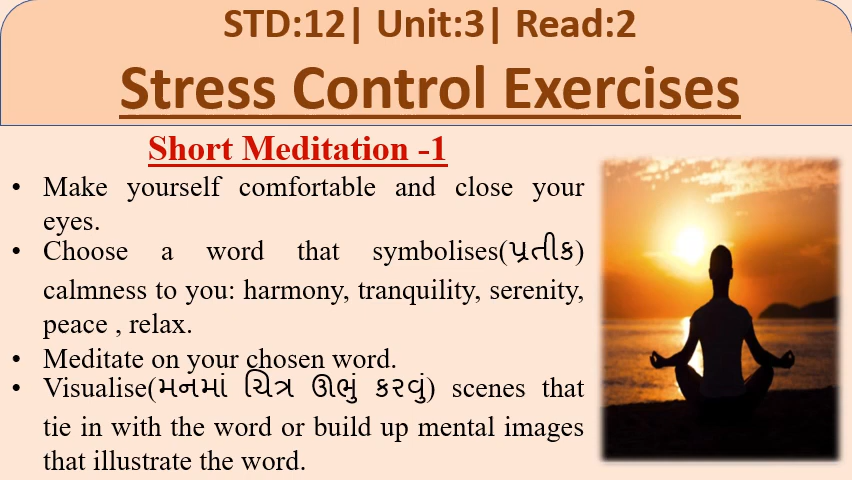 STD:12| Unit:3| Read:2
Stress Control Exercises
Short Meditation -1
• Make yourself comfortable and close your
eyes.
• Choose a word that symbolises(પ્રતીક)
calmness to you: harmony, tranquility, serenity,
peace , relax.
• Meditate on your chosen word.
• Visualise(મનમાં ચિત્ર ઊભું કરવું) scenes that
tie in with the word or build up mental images
that illustrate the word.